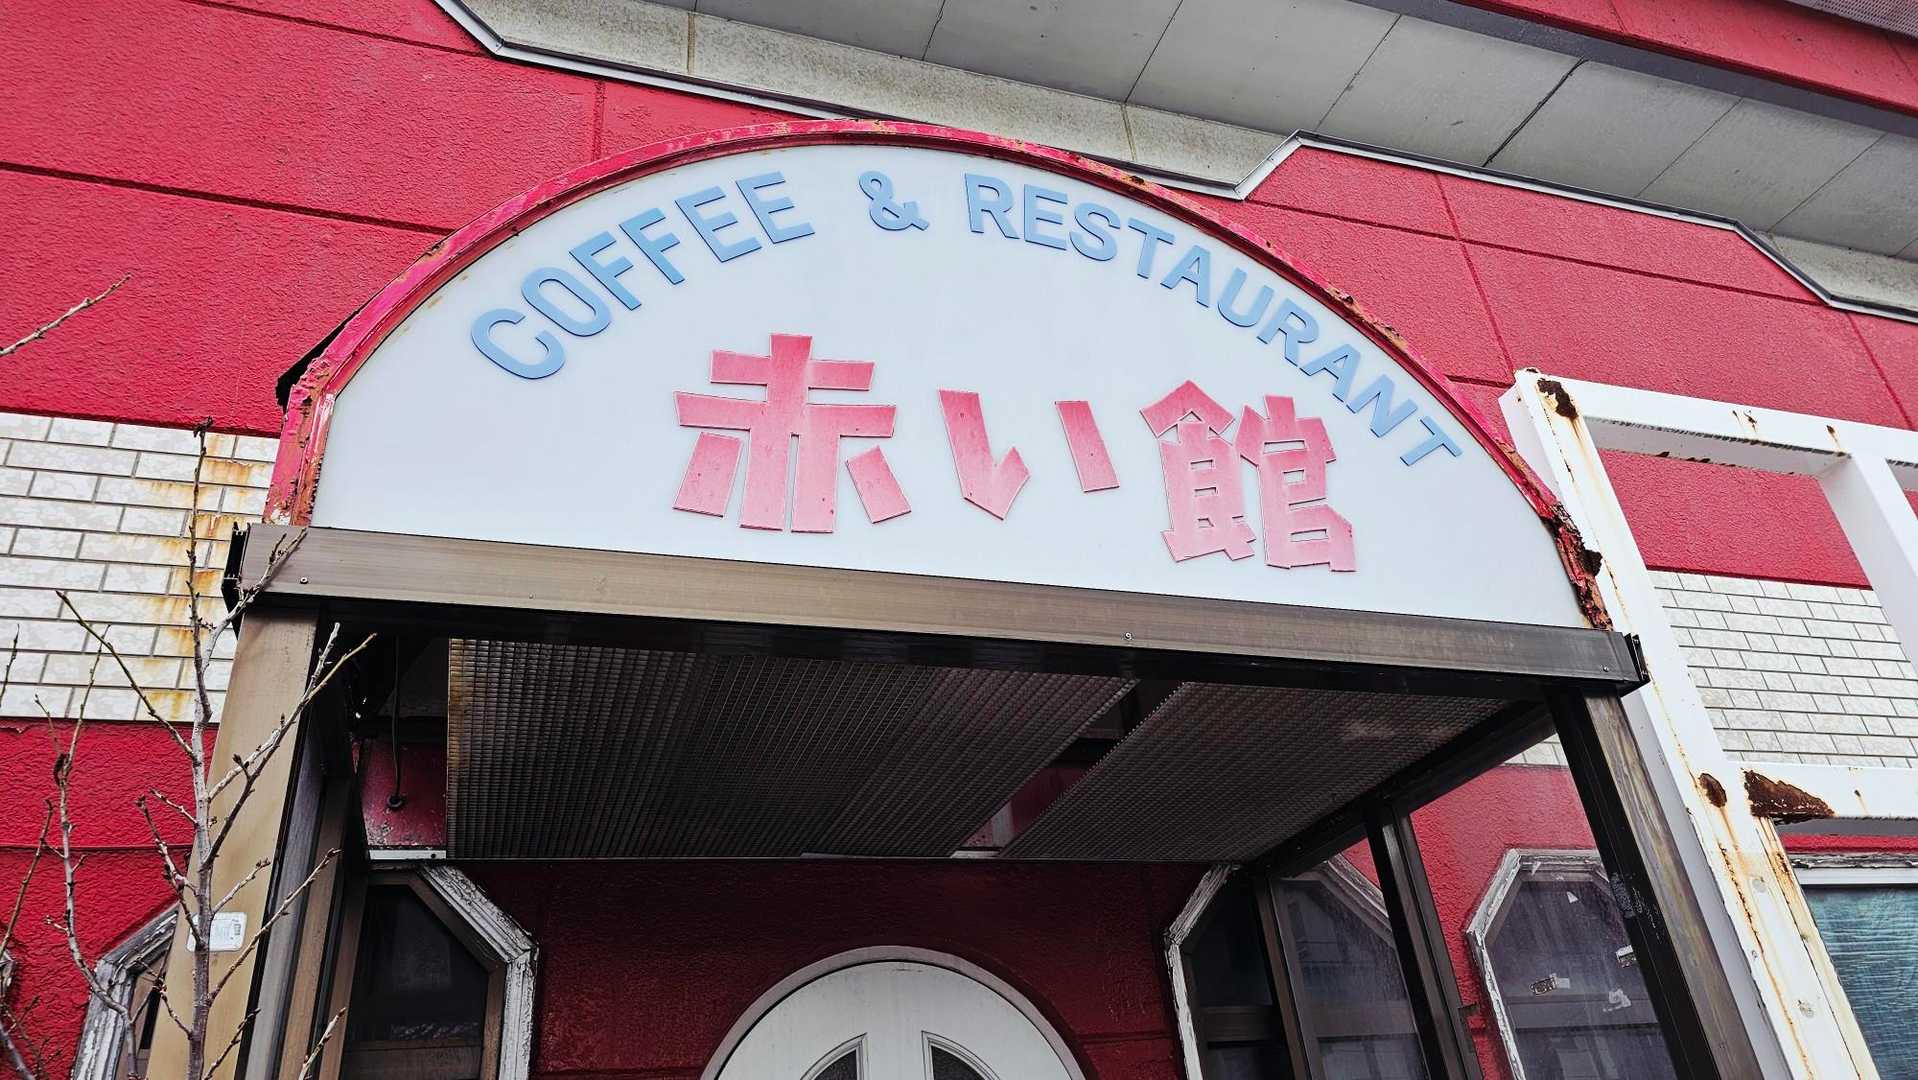 COFFEE & RESTAURANT
赤い館